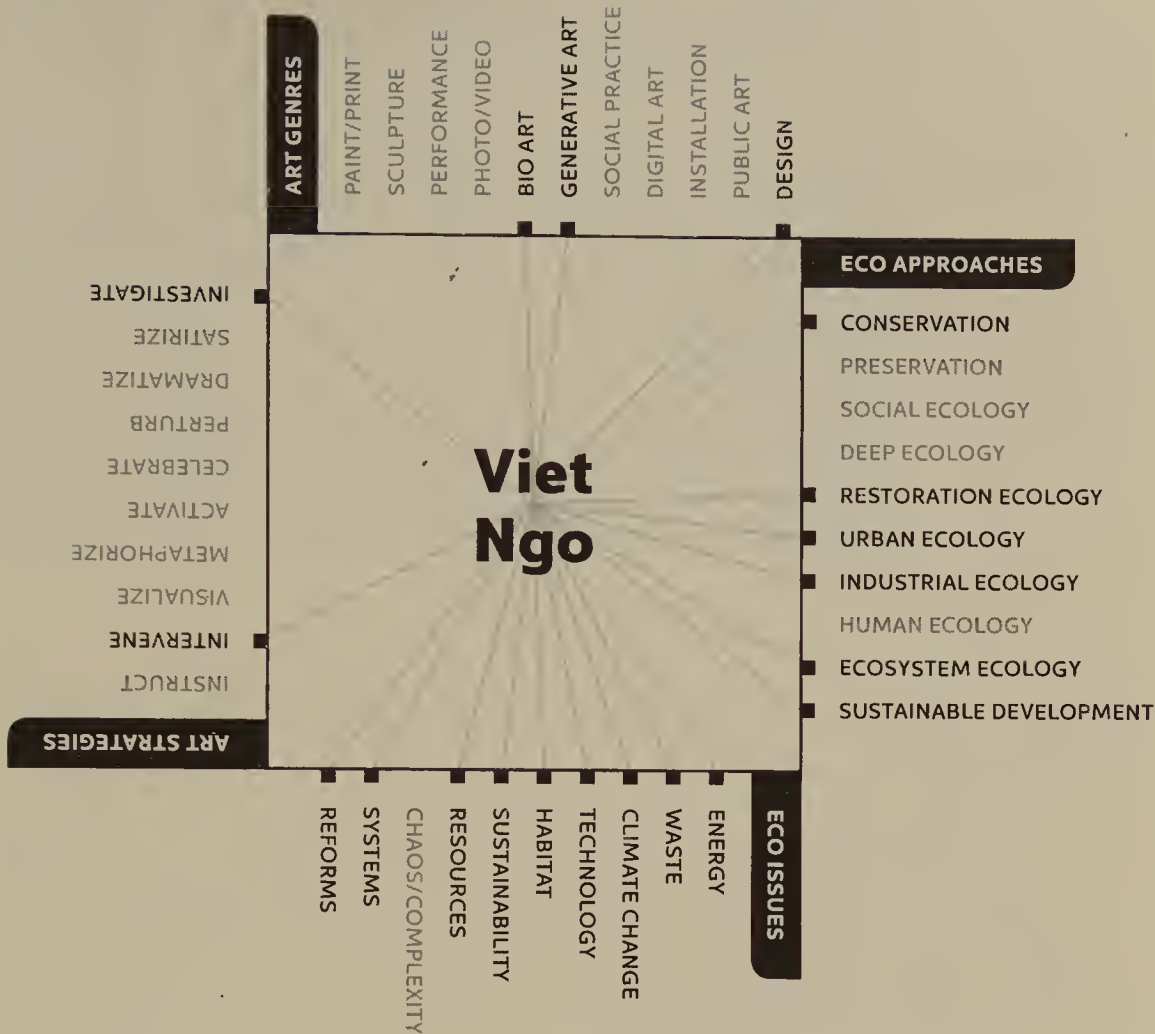 ART GENRES
PAINT/PRINT
SCULPTURE
PERFORMANCE
PHOTO/VIDEO
BIO ART
GENERATIVE ART
SOCIAL PRACTICE
DIGITAL ART
INSTALLATION
PUBLIC ART
DESIGN
ECO APPROACHES
CONSERVATION
PRESERVATION
SOCIAL ECOLOGY
DEEP ECOLOGY
RESTORATION ECOLOGY
URBAN ECOLOGY
INDUSTRIAL ECOLOGY
HUMAN ECOLOGY
ECOSYSTEM ECOLOGY
SUSTAINABLE DEVELOPMENT
ECO ISSUES
ENERGY
WASTE
CLIMATE CHANGE
TECHNOLOGY
HABITAT
SUSTAINABILITY
RESOURCES
CHAOS/COMPLEXITY
SYSTEMS
REFORMS
ART STRATEGIES
INSTRUCT
INTERVENE
VISUALIZE
METAPHORIZE
ACTIVATE
CELEBRATE
PERTURB
DRAMATIZE
SATIRIZE
INVESTIGATE
Viet
Ngo